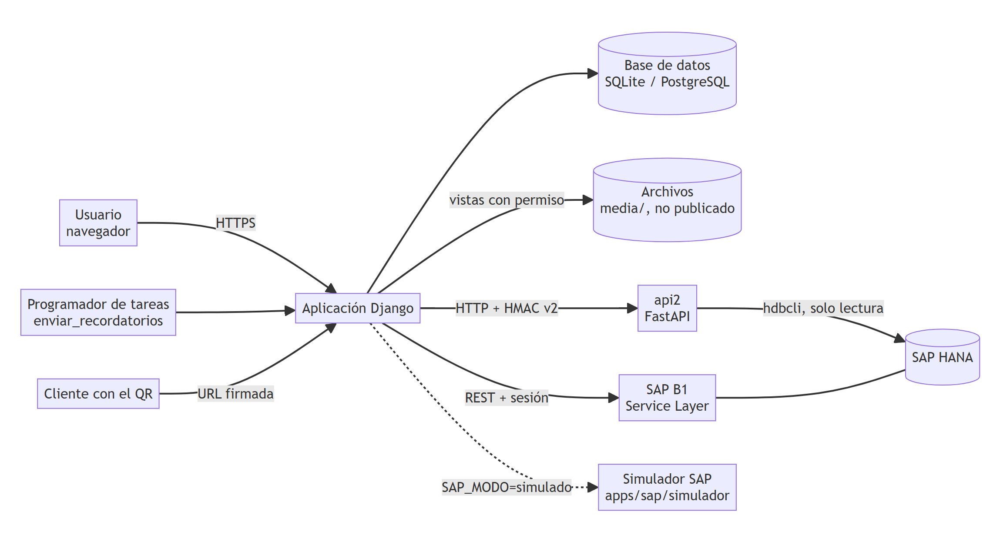 Base de datos
SQLite / PostgreSQL
Archivos
media/, no publicado
vistas con permiso
Usuario
navegador
HTTPS
Programador de tareas
enviar_recordatorios
Aplicación Django
HTTP + HMAC v2
api2
FastAPI
hdbcli, solo lectura
SAP HANA
Cliente con el QR
URL firmada
REST + sesión
SAP B1
Service Layer
SAP_MODO=simulado
Simulador SAP
apps/sap/simulador